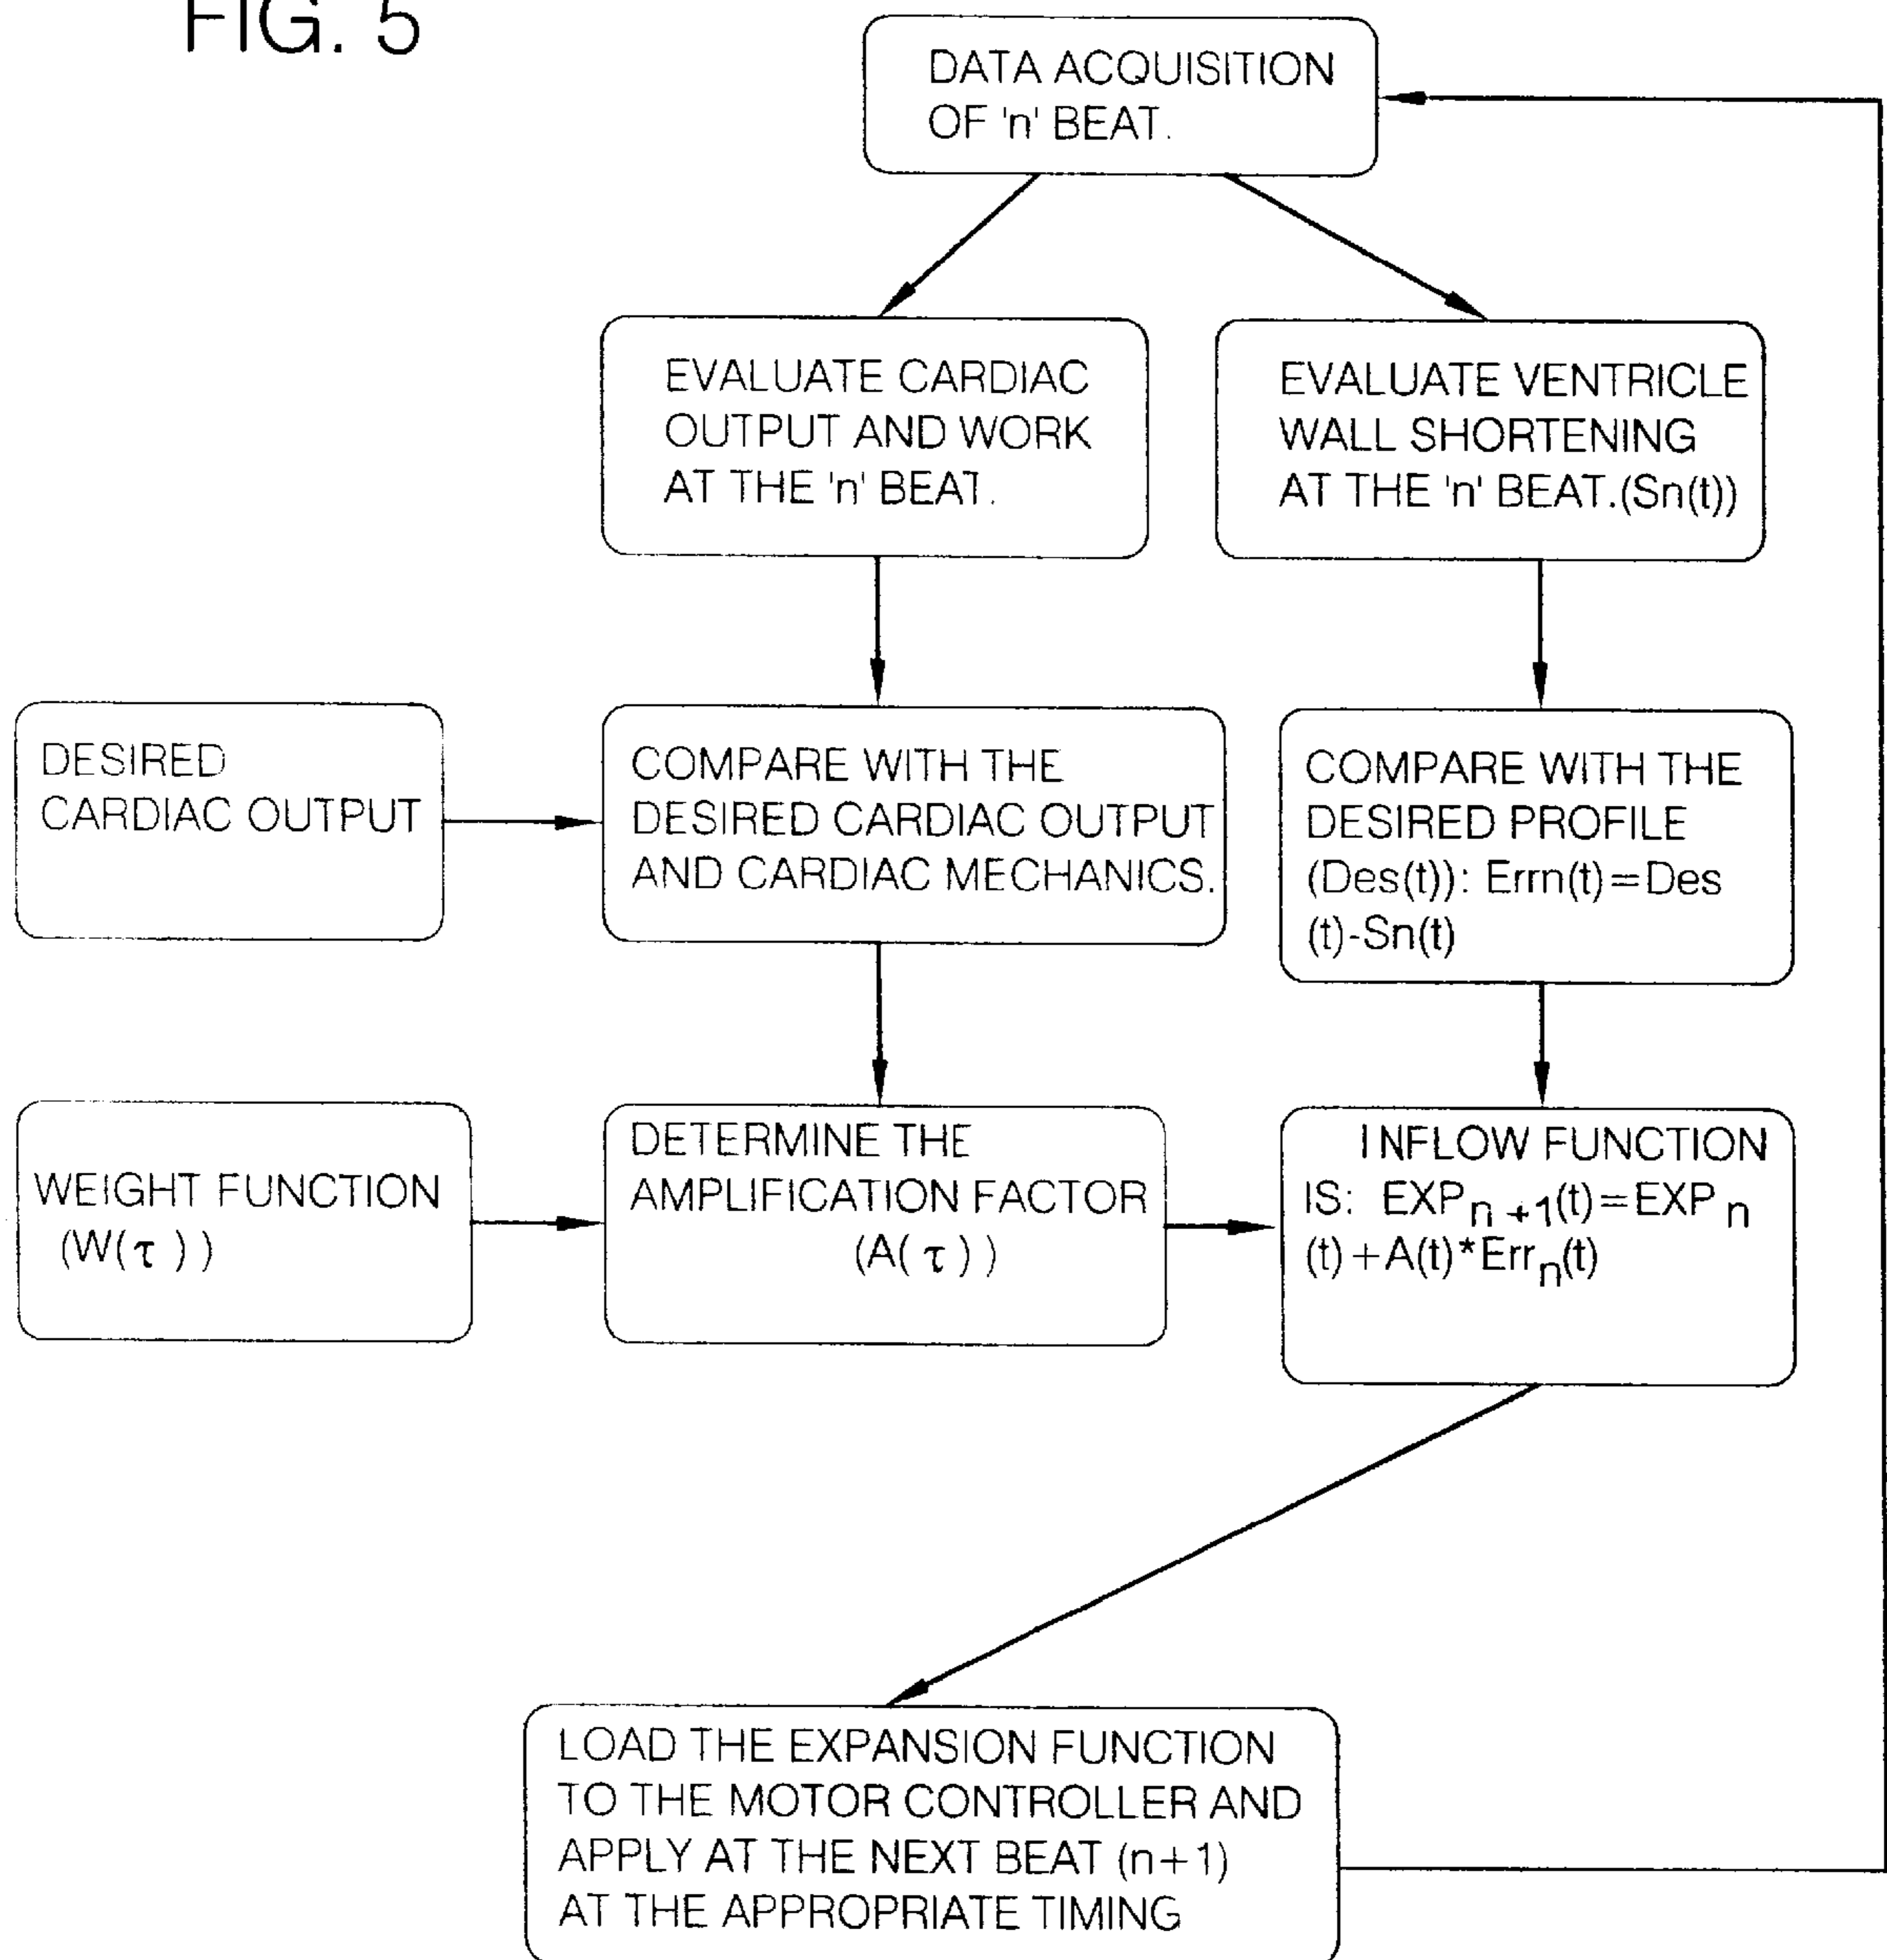 FIG. 5
DATA ACQUISITION
OF 'n' BEAT.
EVALUATE CARDIAC
OUTPUT AND WORK
AT THE 'n' BEAT.
EVALUATE VENTRICLE
WALL SHORTENING
AT THE 'n' BEAT.(Sn(t))
DESIRED
CARDIAC OUTPUT
COMPARE WITH THE
DESIRED CARDIAC OUTPUT
AND CARDIAC MECHANICS.
COMPARE WITH THE
DESIRED PROFILE
(Des(t)): Errn(t)=Des
(t)-Sn(t)
WEIGHT FUNCTION
(W(τ))
DETERMINE THE
AMPLIFICATION FACTOR
(A(τ))
INFLOW FUNCTION
IS: EXPn+1(t)=EXPn
(t)+A(t)*Errn(t)
LOAD THE EXPANSION FUNCTION
TO THE MOTOR CONTROLLER AND
APPLY AT THE NEXT BEAT (n+1)
AT THE APPROPRIATE TIMING